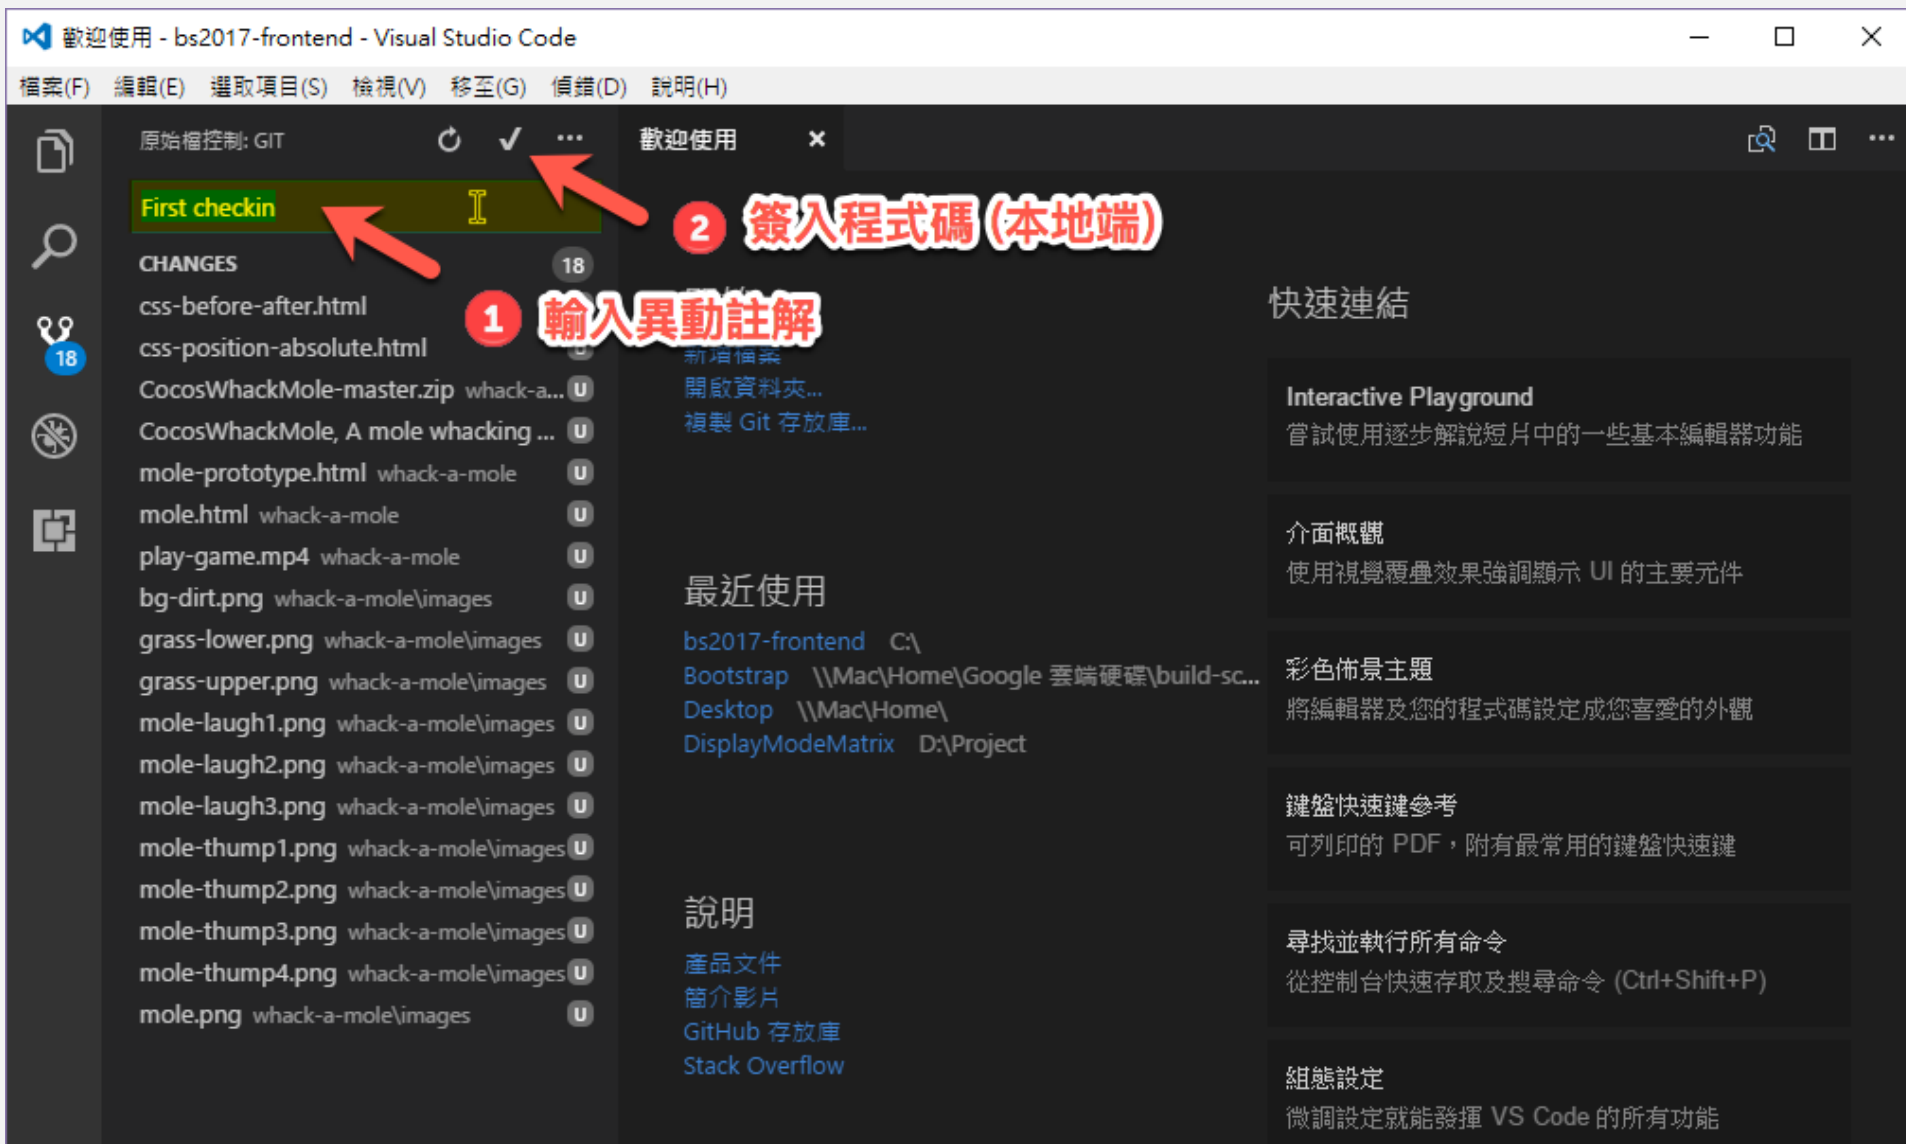 歡迎使用 - bs2017-frontend - Visual Studio Code
檔案(F) 編輯(E) 選取項目(S) 檢視(V) 移至(G) 偵錯(D) 說明(H)
原始檔控制: GIT
歡迎使用
First checkin
2 簽入程式碼 (本地端)
CHANGES 18
1 輸入異動註解
css-before-after.html
css-position-absolute.html
CocosWhackMole-master.zip whack-a... U
CocosWhackMole, A mole whacking ... U
mole-prototype.html whack-a-mole U
mole.html whack-a-mole U
play-game.mp4 whack-a-mole U
bg-dirt.png whack-a-mole\images U
grass-lower.png whack-a-mole\images U
grass-upper.png whack-a-mole\images U
mole-laugh1.png whack-a-mole\images U
mole-laugh2.png whack-a-mole\images U
mole-laugh3.png whack-a-mole\images U
mole-thump1.png whack-a-mole\images U
mole-thump2.png whack-a-mole\images U
mole-thump3.png whack-a-mole\images U
mole-thump4.png whack-a-mole\images U
mole.png whack-a-mole\images U
18
新增檔案
開啟資料夾...
複製 Git 存放庫...
最近使用
bs2017-frontend C:\
Bootstrap \\Mac\Home\Google 雲端硬碟\build-sc...
Desktop \\Mac\Home\
DisplayModeMatrix D:\Project
說明
產品文件
簡介影片
GitHub 存放庫
Stack Overflow
快速連結
Interactive Playground
嘗試使用逐步解說短片中的一些基本編輯器功能
介面概觀
使用視覺覆疊效果強調顯示 UI 的主要元件
彩色佈景主題
將編輯器及您的程式碼設定成您喜愛的外觀
鍵盤快速鍵參考
可列印的 PDF，附有最常用的鍵盤快速鍵
尋找並執行所有命令
從控制台快速存取及搜尋命令 (Ctrl+Shift+P)
組態設定
微調設定就能發揮 VS Code 的所有功能